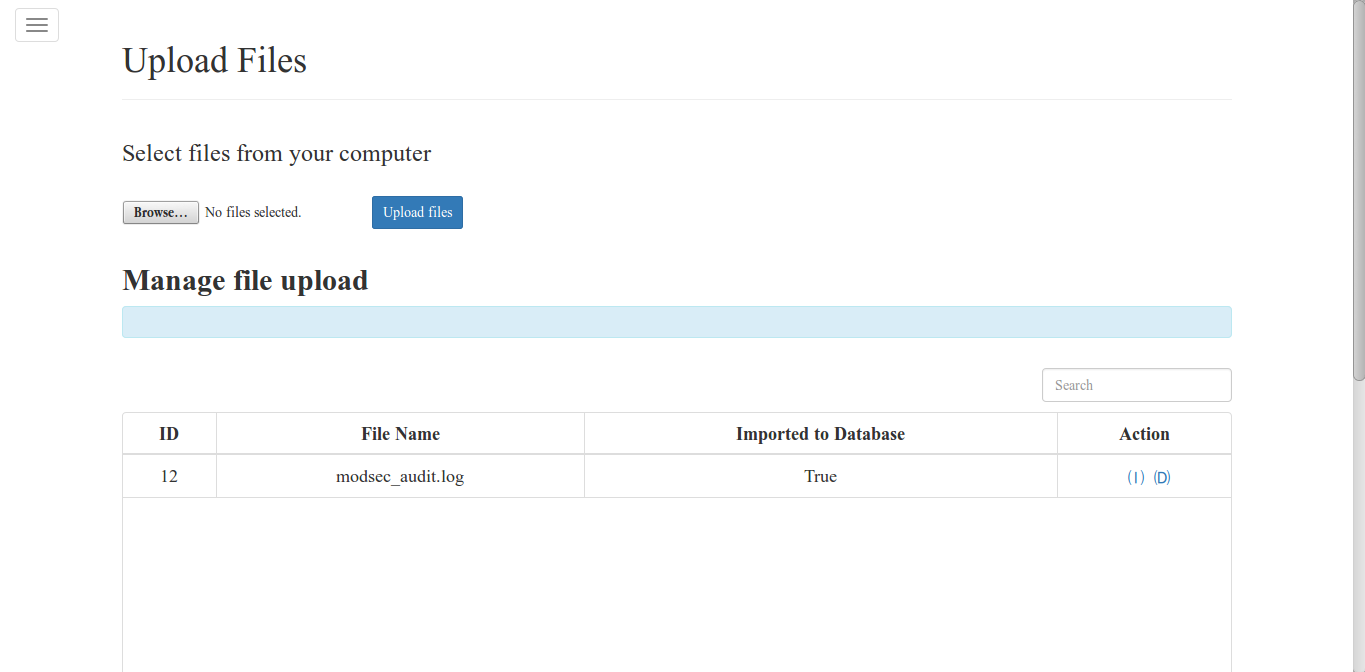 Upload Files
Select files from your computer
Browse... No files selected. Upload files
Manage file upload
Search
ID File Name Imported to Database Action
12 modsec_audit.log True (I) (D)